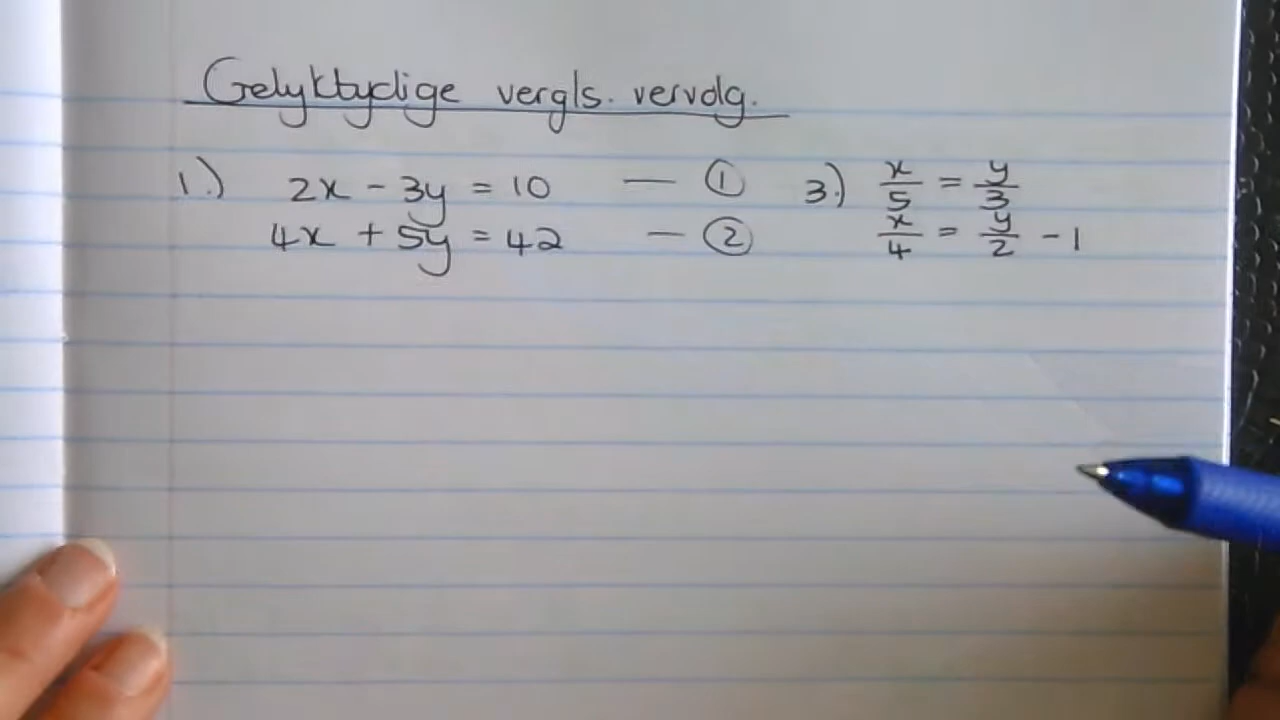 Gelyktydige vergls. vervolg.
1.) 2x - 3y = 10 — ①
4x + 5y = 42 — ②
3.) x/5 = y/3
x/4 = y/2 - 1